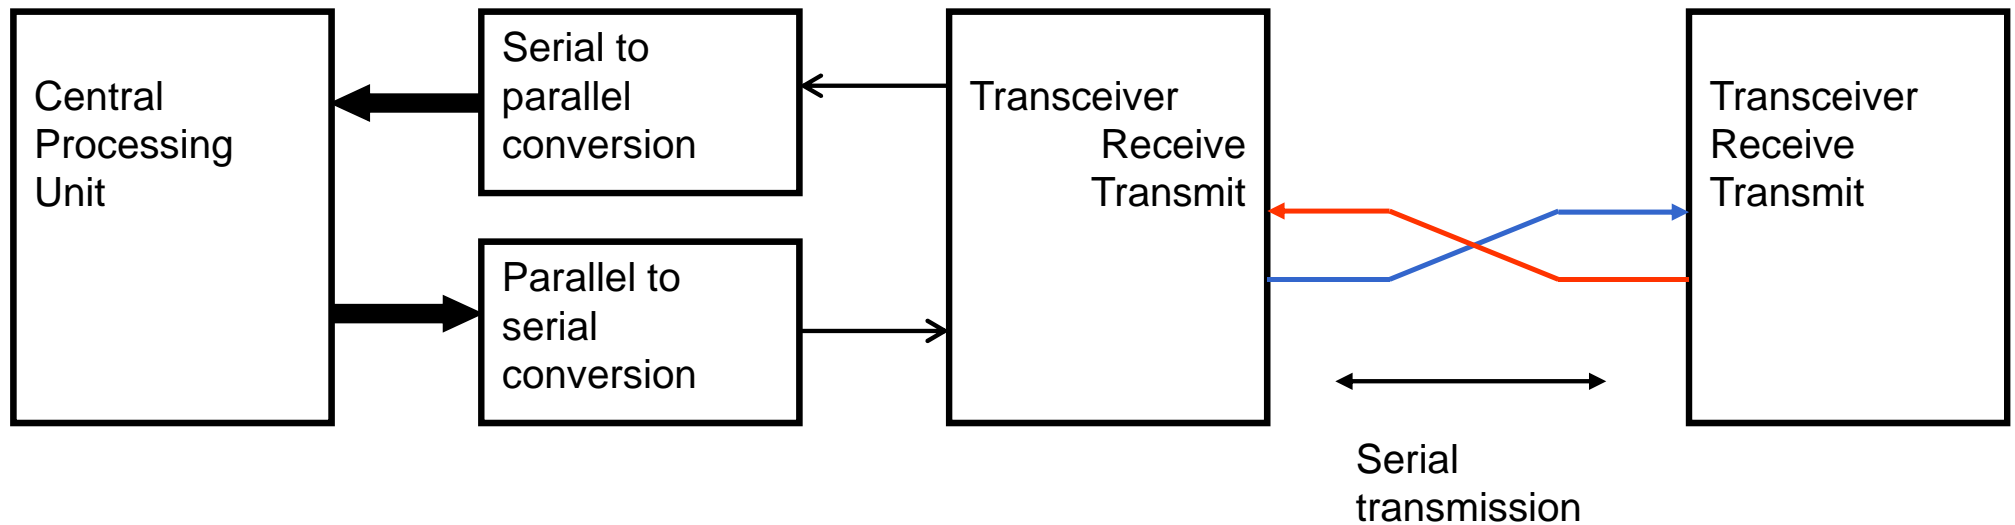 Central
Processing
Unit
Serial to
parallel
conversion
Parallel to
serial
conversion
Transceiver
Receive
Transmit
Transceiver
Receive
Transmit
Serial
transmission